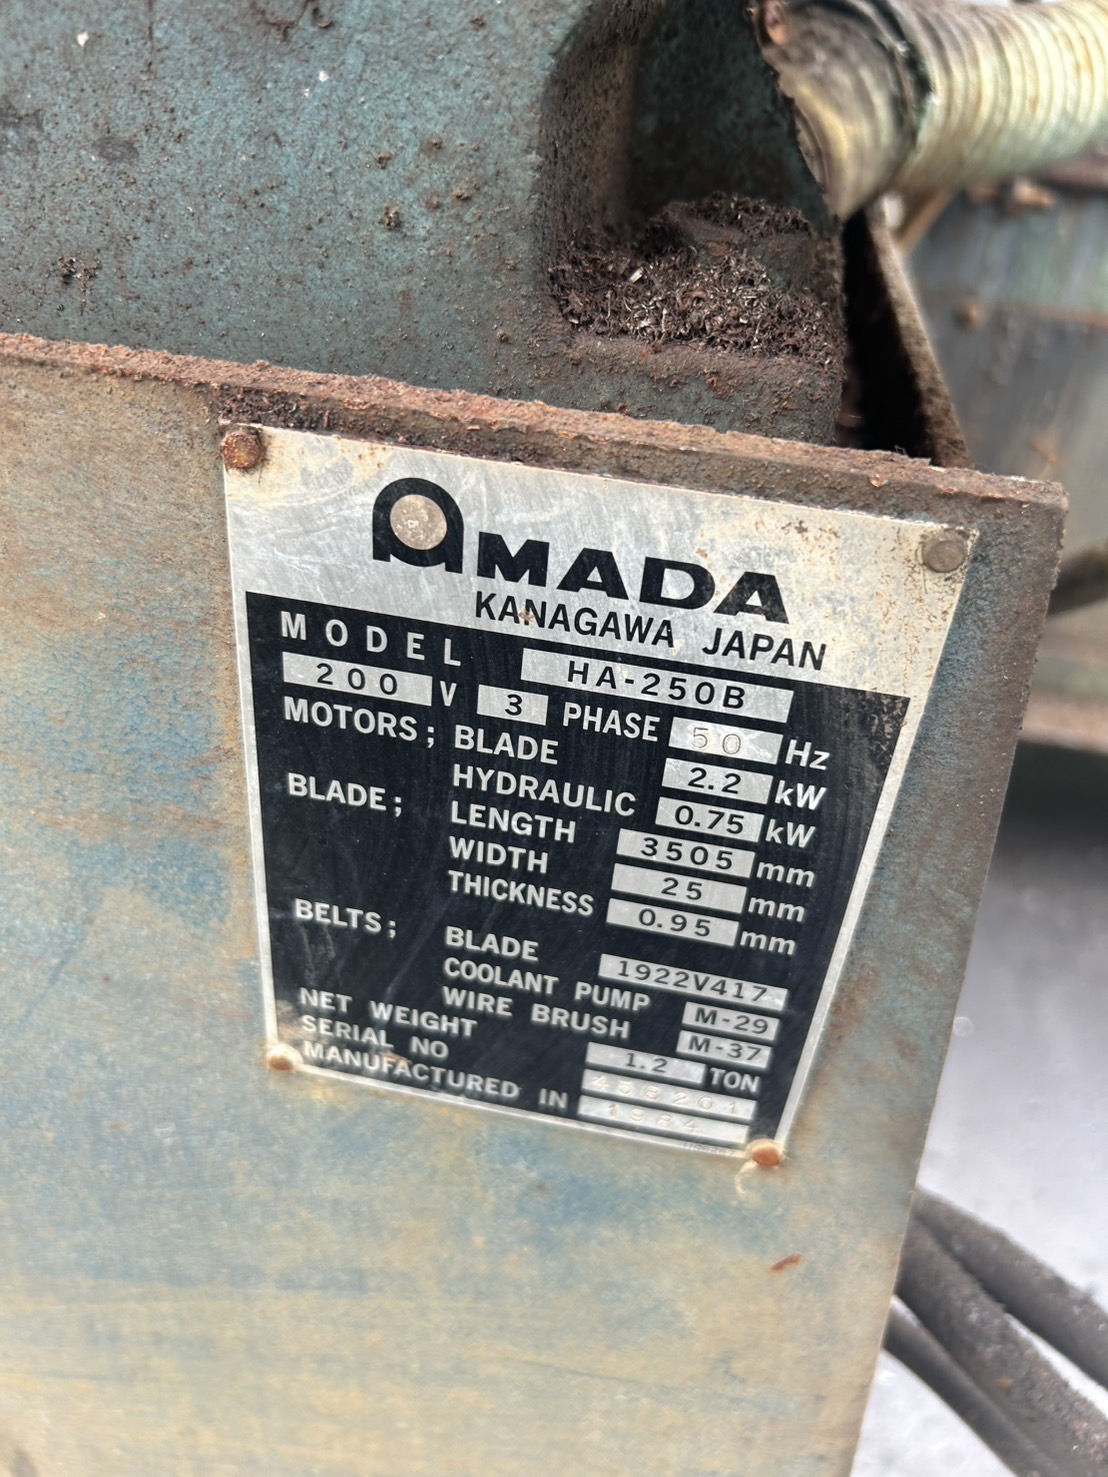 AMADA
KANAGAWA JAPAN
MODEL HA-250B
200 V 3 PHASE 50 Hz
MOTORS; BLADE 2.2 kW
HYDRAULIC 0.75 kW
BLADE; LENGTH 3505 mm
WIDTH 25 mm
THICKNESS 0.95 mm
BELTS; BLADE 1922V417
COOLANT PUMP M-29
WIRE BRUSH M-37
NET WEIGHT 1.2 TON
SERIAL NO
MANUFACTURED IN 1984